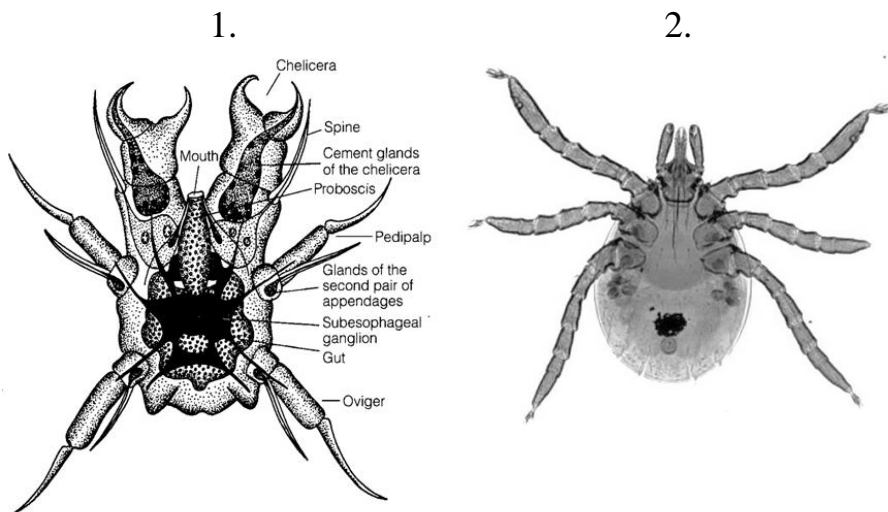 1.
2.
Chelicera
Spine
Mouth
Cement glands
of the chelicera
Proboscis
Pedipalp
Glands of the
second pair of
appendages
Subesophageal
ganglion
Gut
Oviger